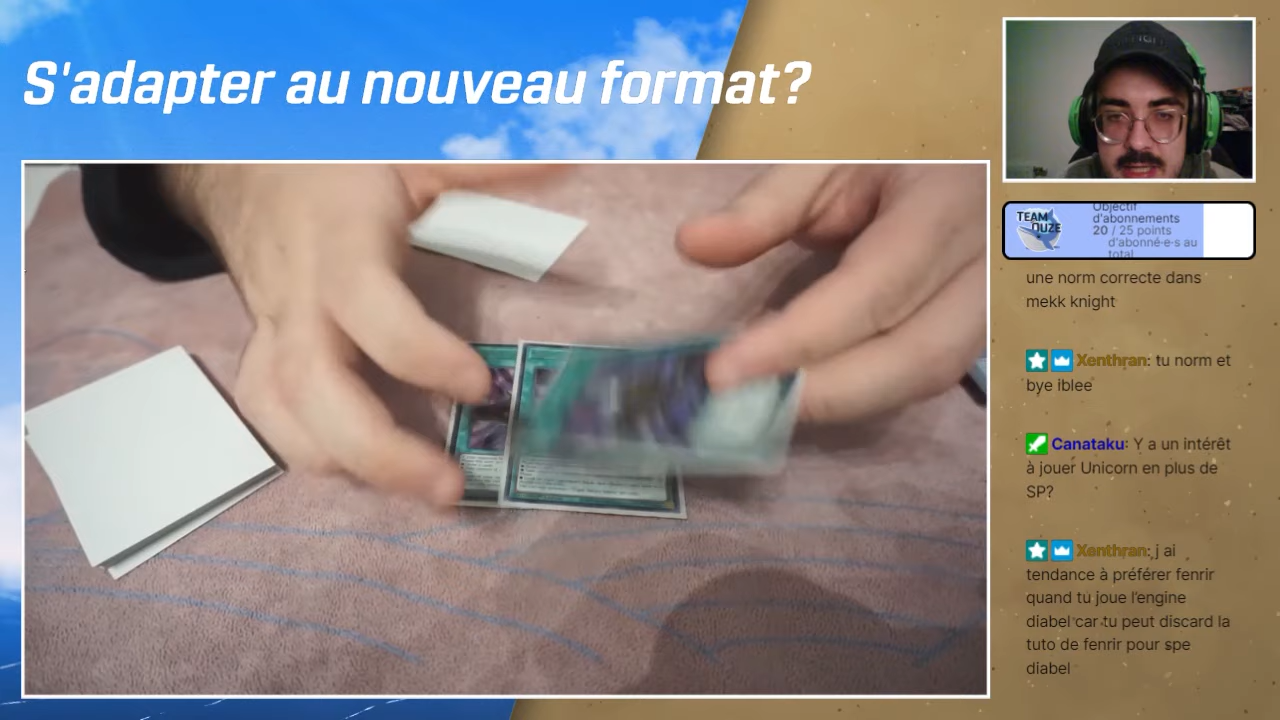 S'adapter au nouveau format?
TEAM
OUZE
Objectif
d'abonnements
20 / 25 points
d'abonné·e·s au
total
une norm correcte dans
mekk knight
Xenthran: tu norm et
bye iblee
Canataku: Y a un intérêt
à jouer Unicorn en plus de
SP?
Xenthran: j ai
tendance à préférer fenrir
quand tu joue l'engine
diabel car tu peut discard la
tuto de fenrir pour spe
diabel